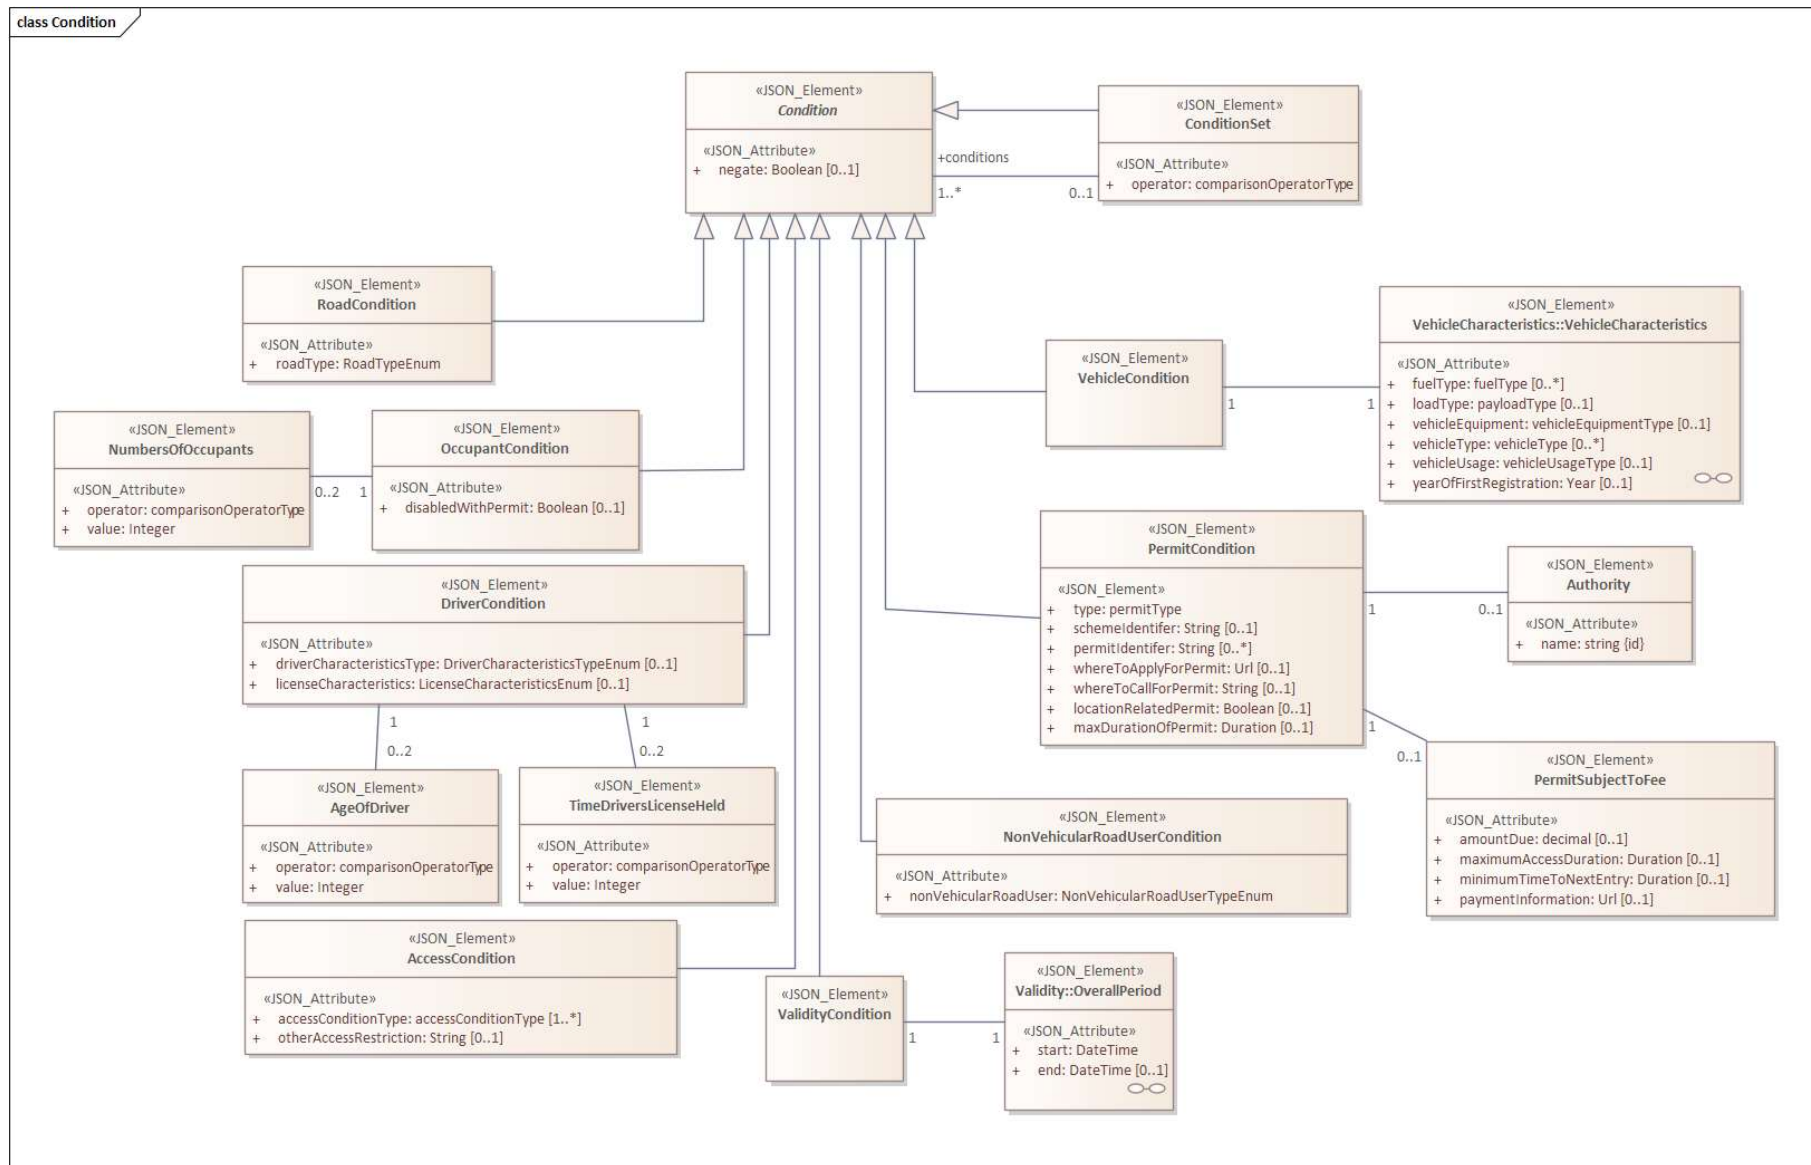 class Condition
«JSON_Element»
Condition
«JSON_Attribute»
+ negate: Boolean [0..1]
«JSON_Element»
ConditionSet
«JSON_Attribute»
+ operator: comparisonOperatorType
+conditions
1..*
0..1
«JSON_Element»
RoadCondition
«JSON_Attribute»
+ roadType: RoadTypeEnum
«JSON_Element»
VehicleCharacteristics::VehicleCharacteristics
«JSON_Attribute»
+ fuelType: fuelType [0..*]
+ loadType: payloadType [0..1]
+ vehicleEquipment: vehicleEquipmentType [0..1]
+ vehicleType: vehicleType [0..*]
+ vehicleUsage: vehicleUsageType [0..1]
+ yearOfFirstRegistration: Year [0..1]
«JSON_Element»
VehicleCondition
1
1
«JSON_Element»
NumbersOfOccupants
«JSON_Attribute»
+ operator: comparisonOperatorType
+ value: Integer
0..2
1
«JSON_Element»
OccupantCondition
«JSON_Attribute»
+ disabledWithPermit: Boolean [0..1]
«JSON_Element»
PermitCondition
«JSON_Element»
+ type: permitType
+ schemeIdentifer: String [0..1]
+ permitIdentifer: String [0..*]
+ whereToApplyForPermit: Url [0..1]
+ whereToCallForPermit: String [0..1]
+ locationRelatedPermit: Boolean [0..1]
+ maxDurationOfPermit: Duration [0..1]
1
0..1
«JSON_Element»
Authority
«JSON_Attribute»
+ name: string {id}
«JSON_Element»
DriverCondition
«JSON_Attribute»
+ driverCharacteristicsType: DriverCharacteristicsTypeEnum [0..1]
+ licenseCharacteristics: LicenseCharacteristicsEnum [0..1]
1
0..2
1
0..2
1
0..1
«JSON_Element»
PermitSubjectToFee
«JSON_Attribute»
+ amountDue: decimal [0..1]
+ maximumAccessDuration: Duration [0..1]
+ minimumTimeToNextEntry: Duration [0..1]
+ paymentInformation: Url [0..1]
«JSON_Element»
AgeOfDriver
«JSON_Attribute»
+ operator: comparisonOperatorType
+ value: Integer
«JSON_Element»
TimeDriversLicenseHeld
«JSON_Attribute»
+ operator: comparisonOperatorType
+ value: Integer
«JSON_Element»
NonVehicularRoadUserCondition
«JSON_Attribute»
+ nonVehicularRoadUser: NonVehicularRoadUserTypeEnum
«JSON_Element»
AccessCondition
«JSON_Attribute»
+ accessConditionType: accessConditionType [1..*]
+ otherAccessRestriction: String [0..1]
«JSON_Element»
ValidityCondition
1
1
«JSON_Element»
Validity::OverallPeriod
«JSON_Attribute»
+ start: DateTime
+ end: DateTime [0..1]